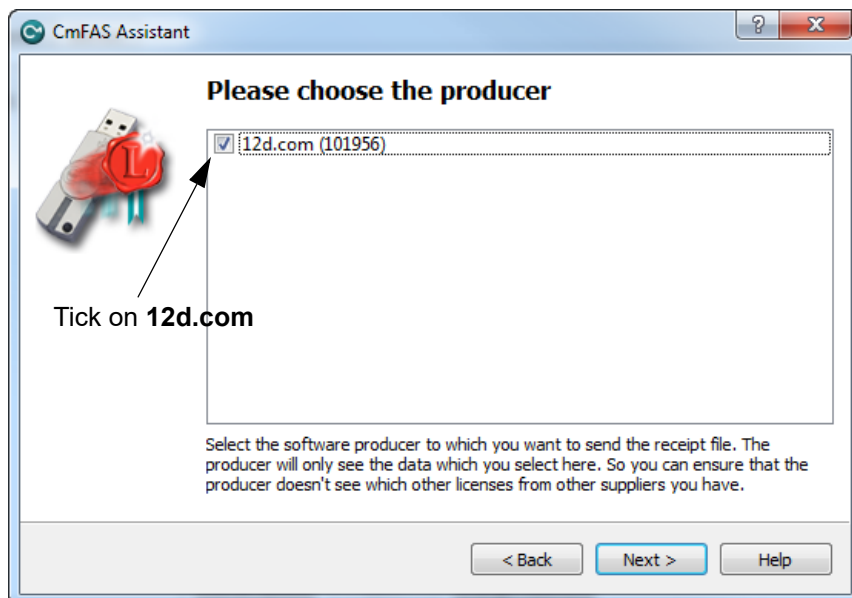 CmFAS Assistant
Please choose the producer
12d.com (101956)
Tick on 12d.com
Select the software producer to which you want to send the receipt file. The
producer will only see the data which you select here. So you can ensure that the
producer doesn't see which other licenses from other suppliers you have.
< Back Next > Help